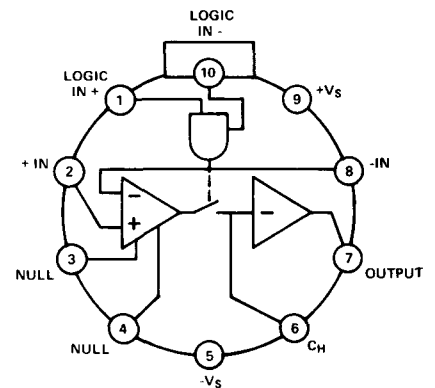 LOGIC
IN -
10
LOGIC
IN +
1
9
+VS
+ IN
2
8
-IN
−
+
−
3
NULL
7
OUTPUT
4
NULL
6
CH
5
-VS